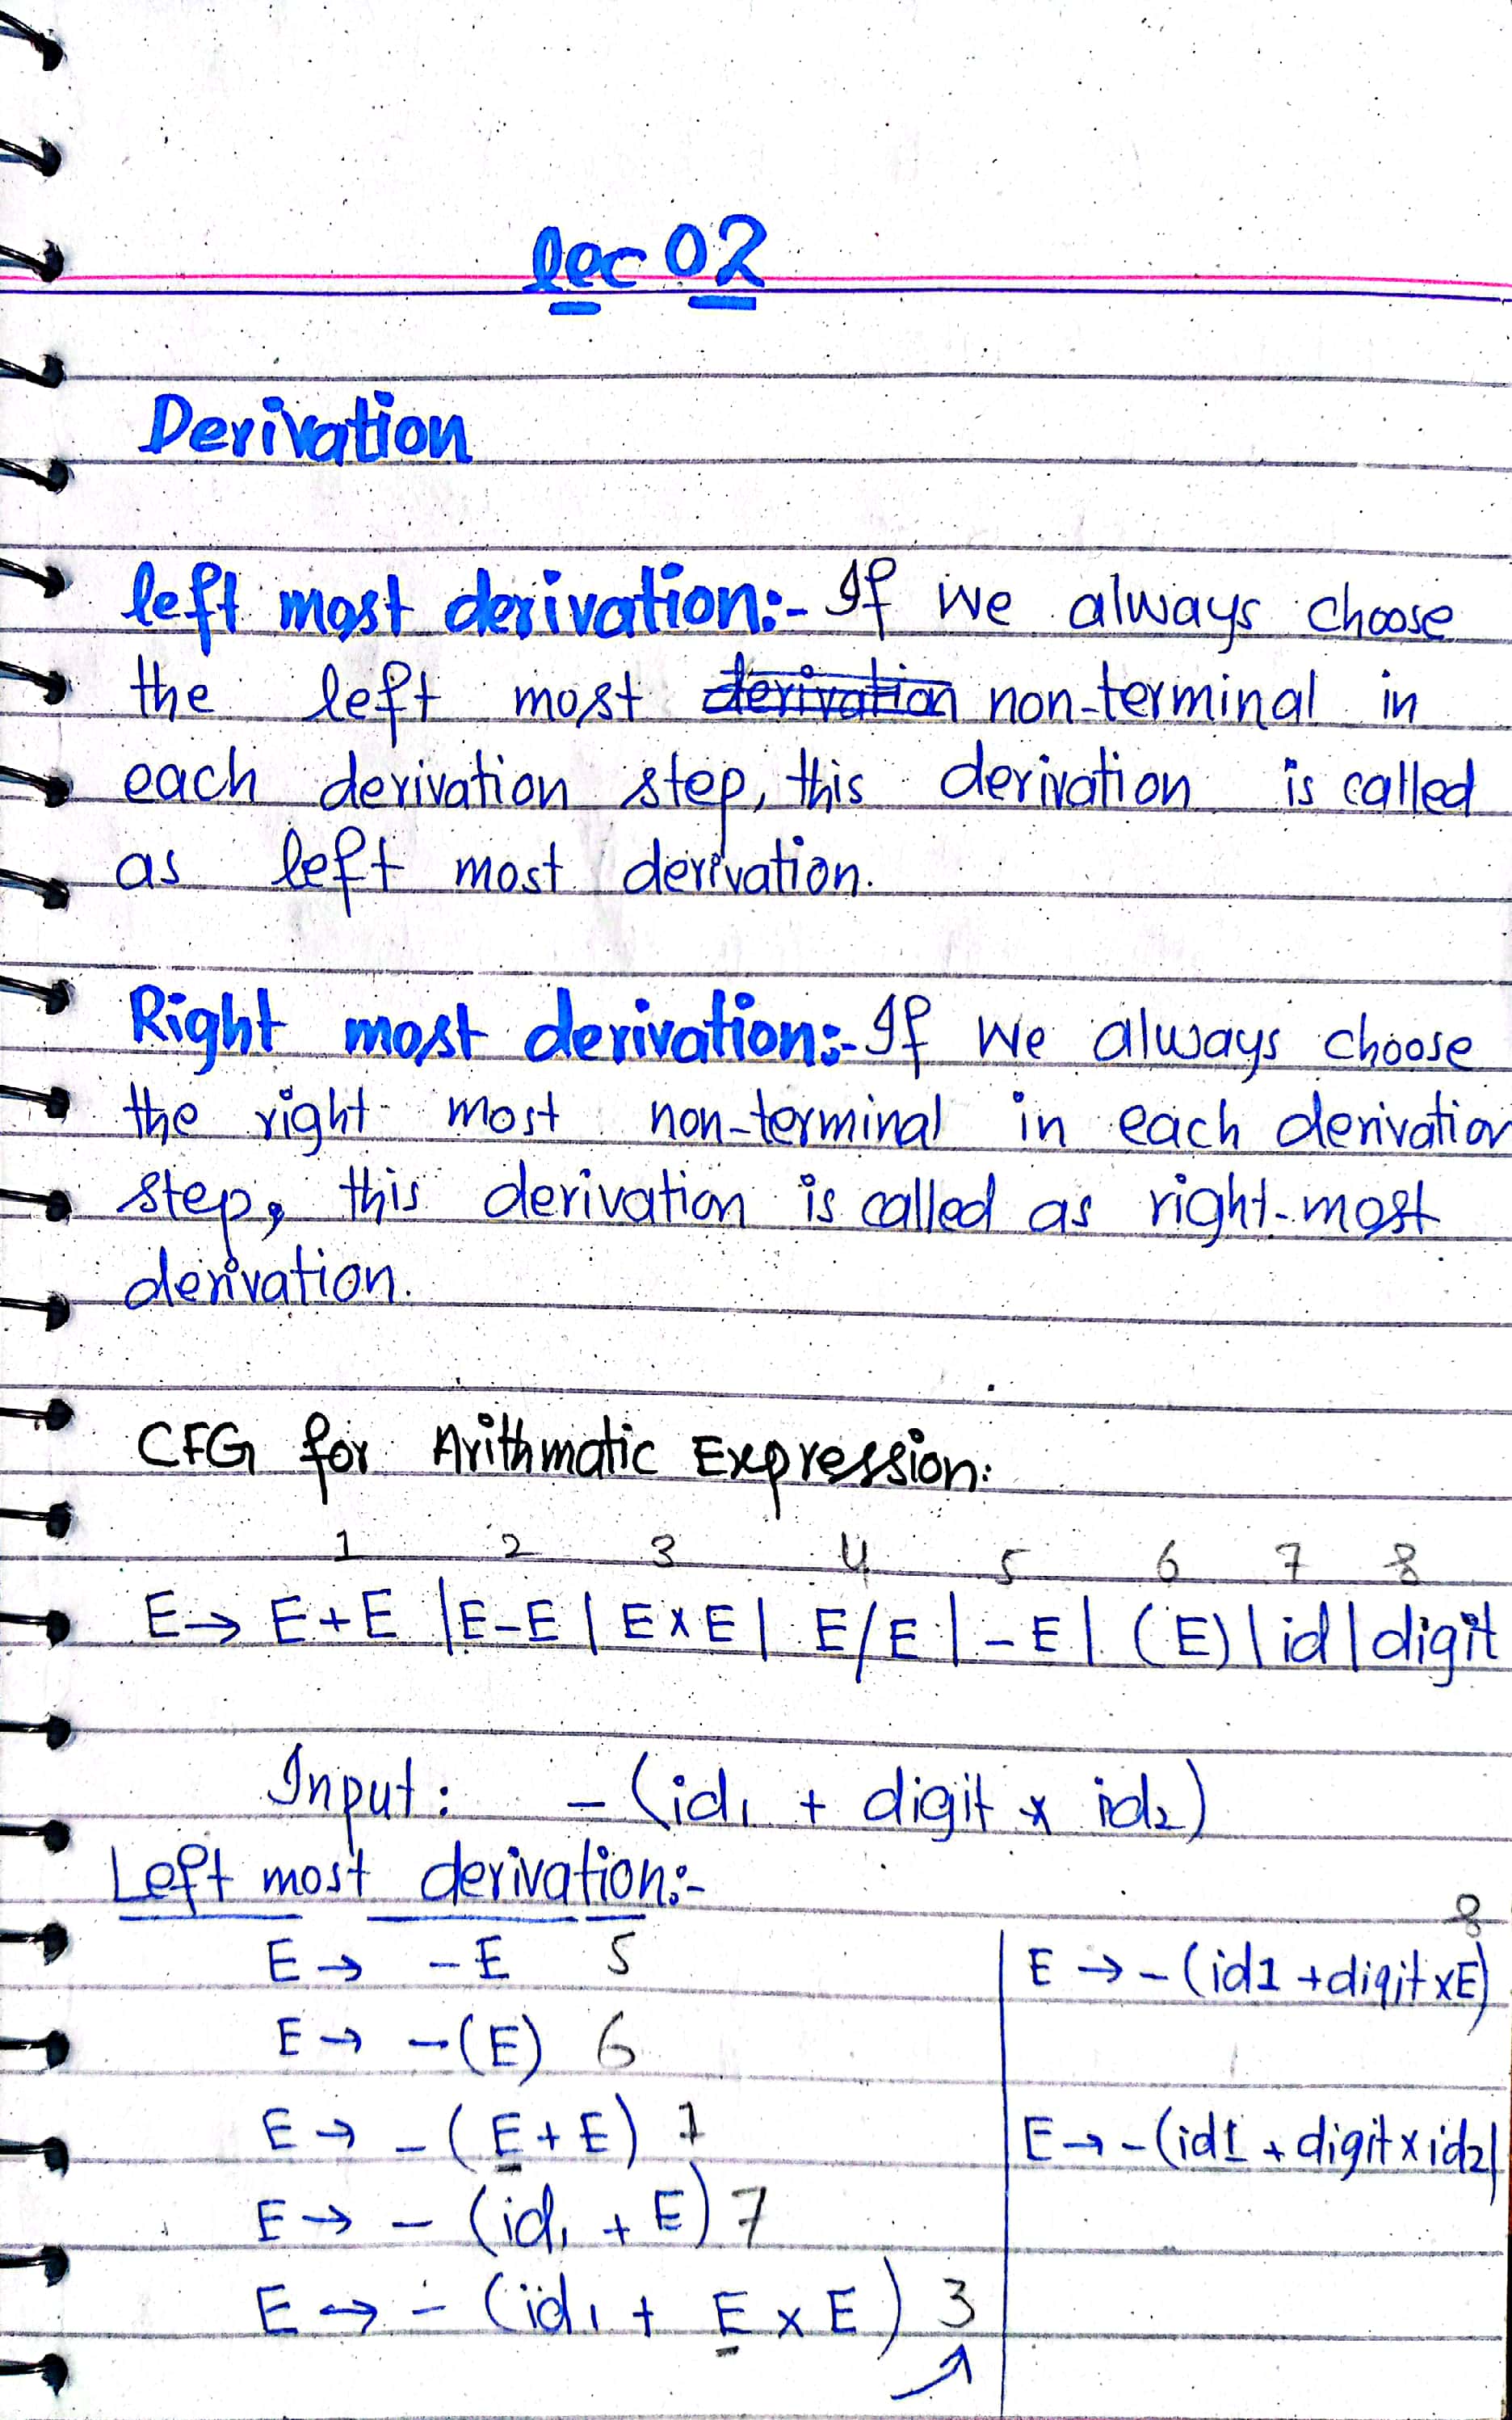 lec 02
Derivation
left most derivation:- If we always choose
the left most derivation non-terminal in
each derivation step, this derivation is called
as left most derivation.
Right most derivation:- If we always choose
the right most non-terminal in each derivation
step, this derivation is called as right-most
derivation.
CFG for Arithmatic Expression:
1 2 3 4 5 6 7 8
E → E + E | E - E | E × E | E / E | - E | (E) | id | digit
Input: - (id₁ + digit × id₂)
Left most derivation:-
E → - E 5
E → - (E) 6
E → - (E + E) 1
E → - (id₁ + E) 7
E → - (id₁ + E × E) 3
8
E → - (id1 + digit × E)
E → - (id1 + digit × id2)